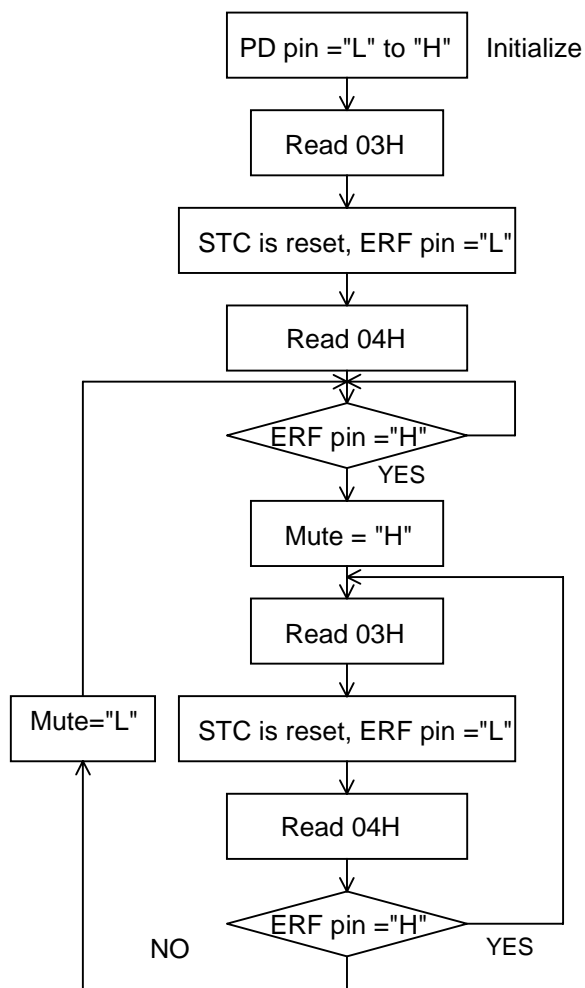 PD pin ="L" to "H"
Initialize
Read 03H
STC is reset, ERF pin ="L"
Read 04H
ERF pin ="H"
YES
Mute = "H"
Read 03H
Mute="L"
STC is reset, ERF pin ="L"
Read 04H
ERF pin ="H"
NO
YES